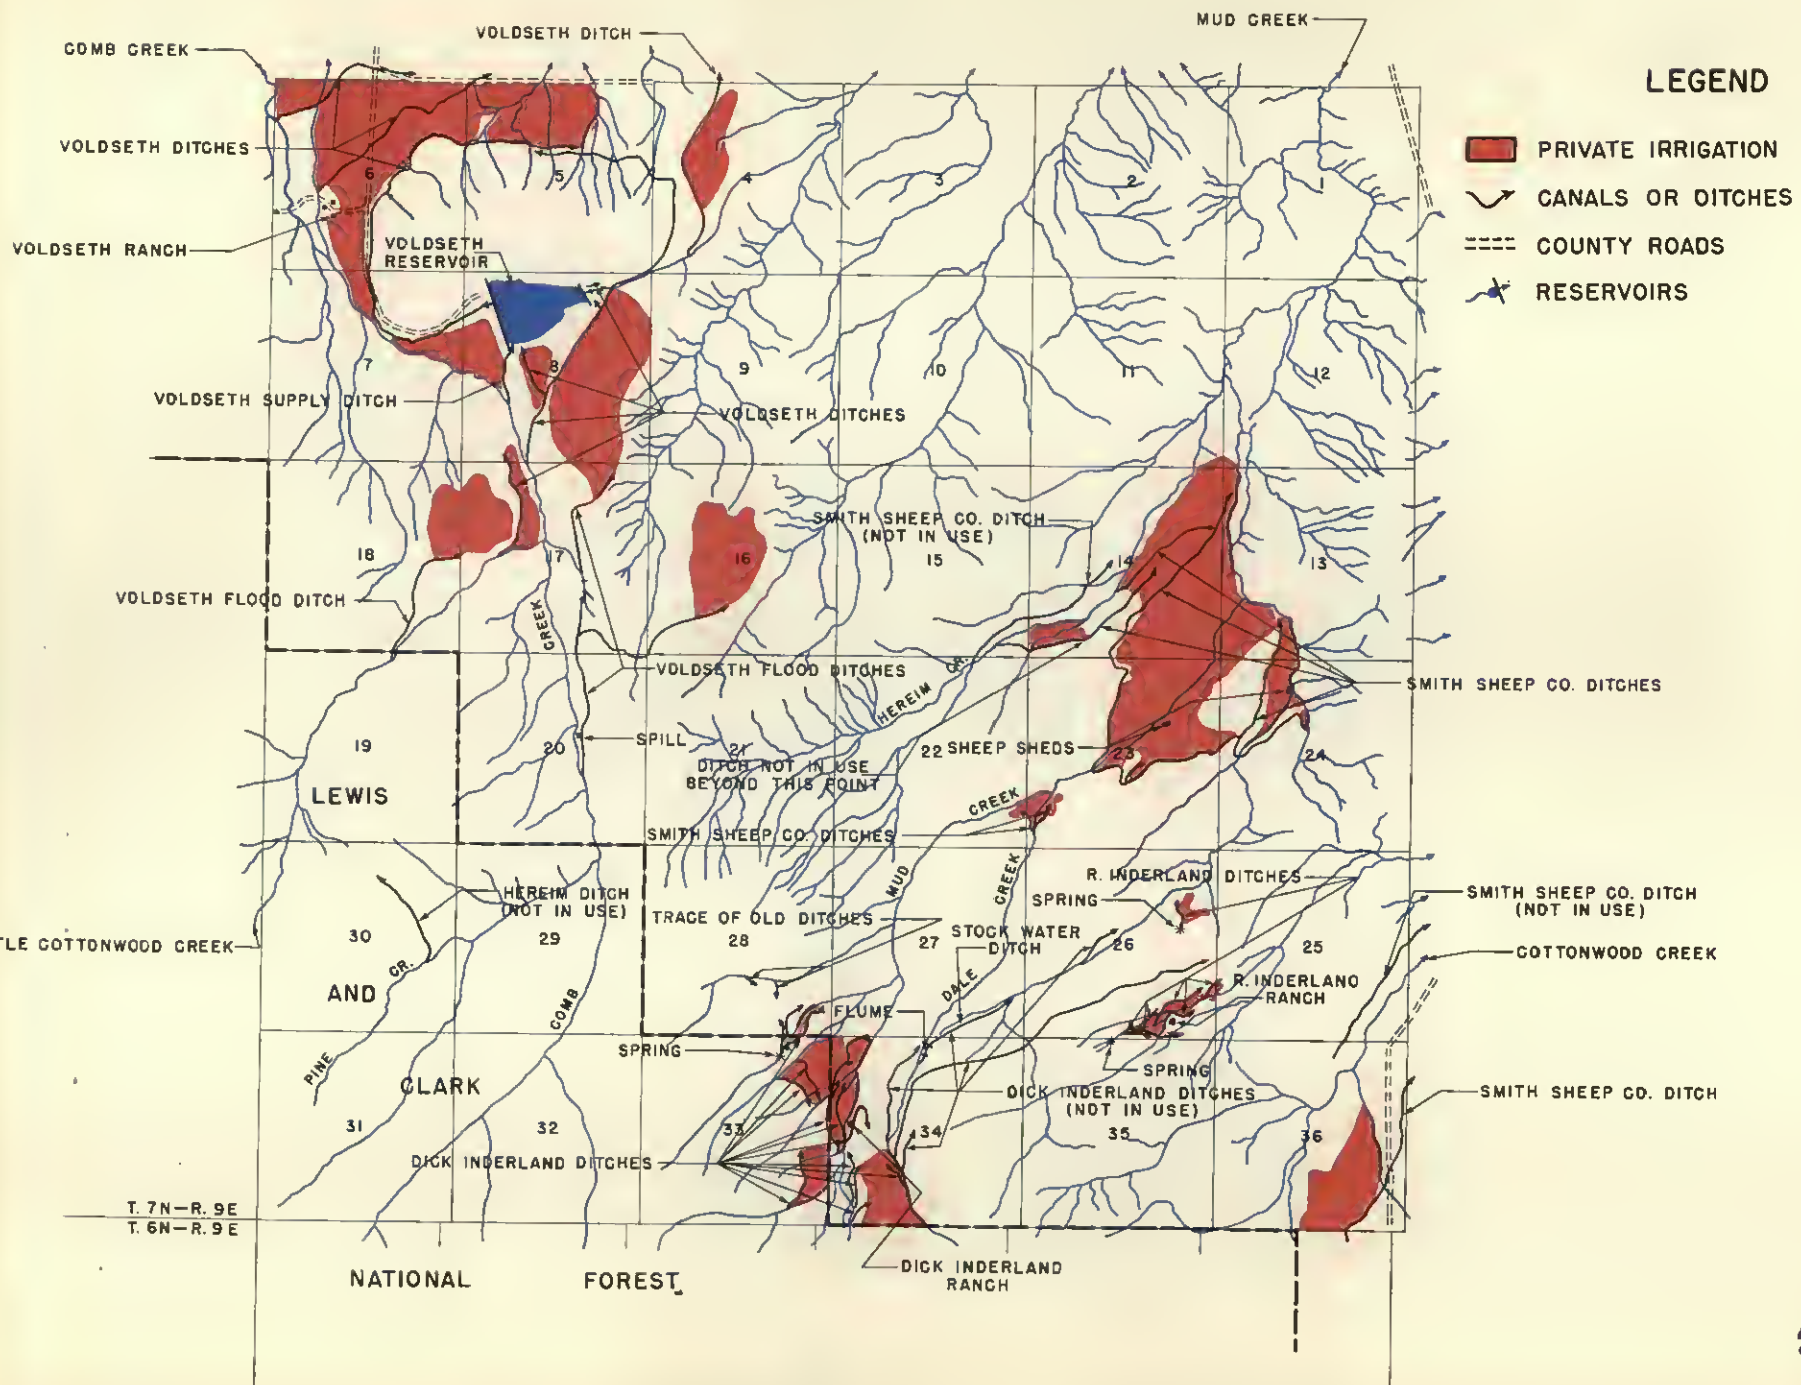 MUD CREEK
VOLDSETH DITCH
COMB CREEK
LEGEND
PRIVATE IRRIGATION
CANALS OR DITCHES
COUNTY ROADS
RESERVOIRS
VOLDSETH DITCHES
6
5
4
3
2
1
VOLDSETH RANCH
VOLDSETH
RESERVOIR
7
8
9
10
11
12
VOLDSETH SUPPLY DITCH
VOLDSETH DITCHES
SMITH SHEEP CO. DITCH
(NOT IN USE)
18
17
16
15
14
13
VOLDSETH FLOOD DITCH
CREEK
VOLDSETH FLOOD DITCHES
HEREIM CR.
SMITH SHEEP CO. DITCHES
19
20
SPILL
21
22
SHEEP SHEDS
23
24
DITCH NOT IN USE
BEYOND THIS POINT
LEWIS
CREEK
SMITH SHEEP CO. DITCHES
MUD
CREEK
R. INDERLAND DITCHES
HEREIM DITCH
(NOT IN USE)
SPRING
SMITH SHEEP CO. DITCH
(NOT IN USE)
TRACE OF OLD DITCHES
STOCK WATER
DITCH
TLE COTTONWOOD CREEK
30
29
28
27
26
25
COTTONWOOD CREEK
CR.
AND
DALE
R. INDERLAND
RANCH
COMB
FLUME
SPRING
PINE
SPRING
CLARK
DICK INDERLAND DITCHES
(NOT IN USE)
SMITH SHEEP CO. DITCH
31
32
33
34
35
36
DICK INDERLAND DITCHES
T. 7N-R. 9E
T. 6N-R. 9E
DICK INDERLAND
RANCH
NATIONAL FOREST